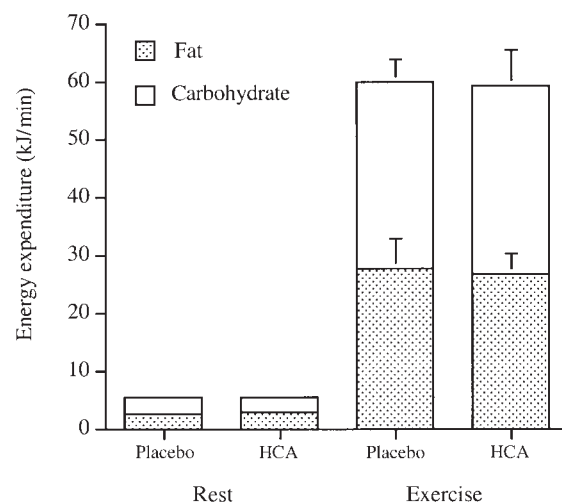 70
60
50
40
30
20
10
0
Energy expenditure (kJ/min)
Fat
Carbohydrate
Placebo HCA Placebo HCA
Rest Exercise